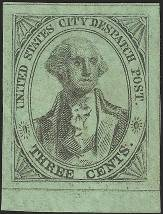 UNITED STATES CITY DESPATCH POST.
THREE CENTS.